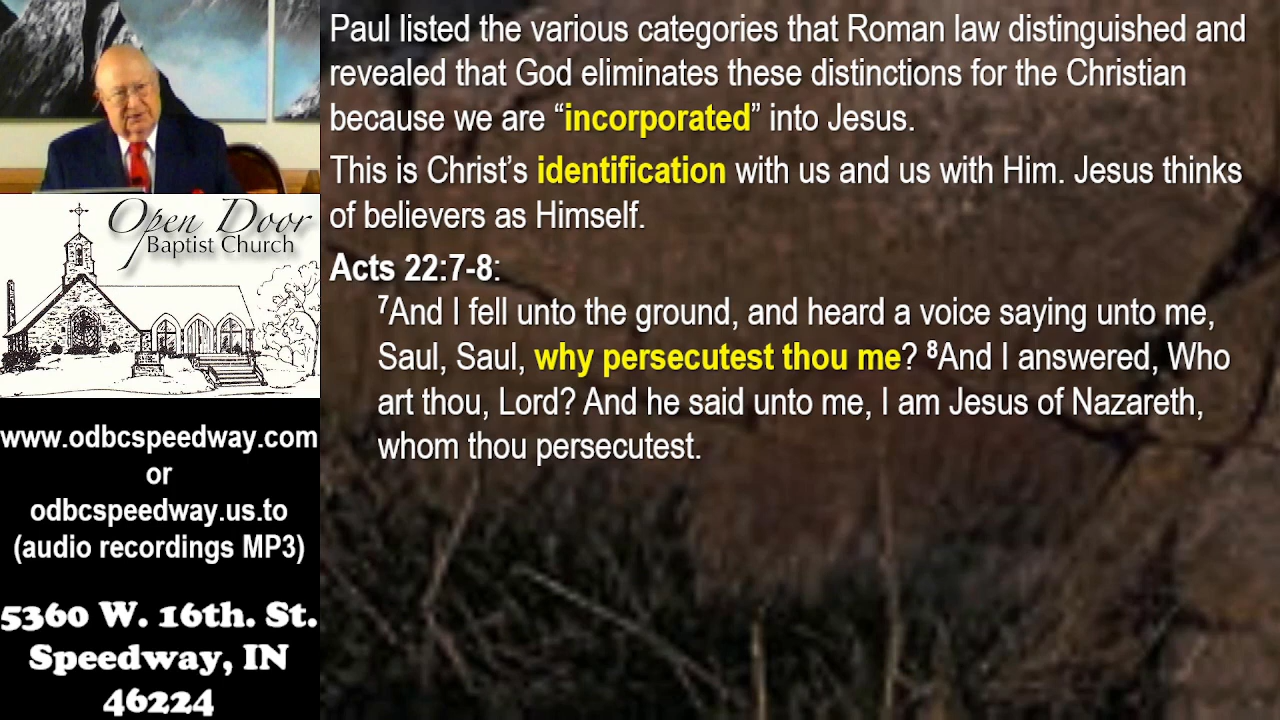 Open Door
Baptist Church
www.odbcspeedway.com
or
odbcspeedway.us.to
(audio recordings MP3)
5360 W. 16th. St.
Speedway, IN
46224
Paul listed the various categories that Roman law distinguished and
revealed that God eliminates these distinctions for the Christian
because we are “incorporated” into Jesus.
This is Christ’s identification with us and us with Him. Jesus thinks
of believers as Himself.
Acts 22:7-8:
⁷And I fell unto the ground, and heard a voice saying unto me,
Saul, Saul, why persecutest thou me? ⁸And I answered, Who
art thou, Lord? And he said unto me, I am Jesus of Nazareth,
whom thou persecutest.